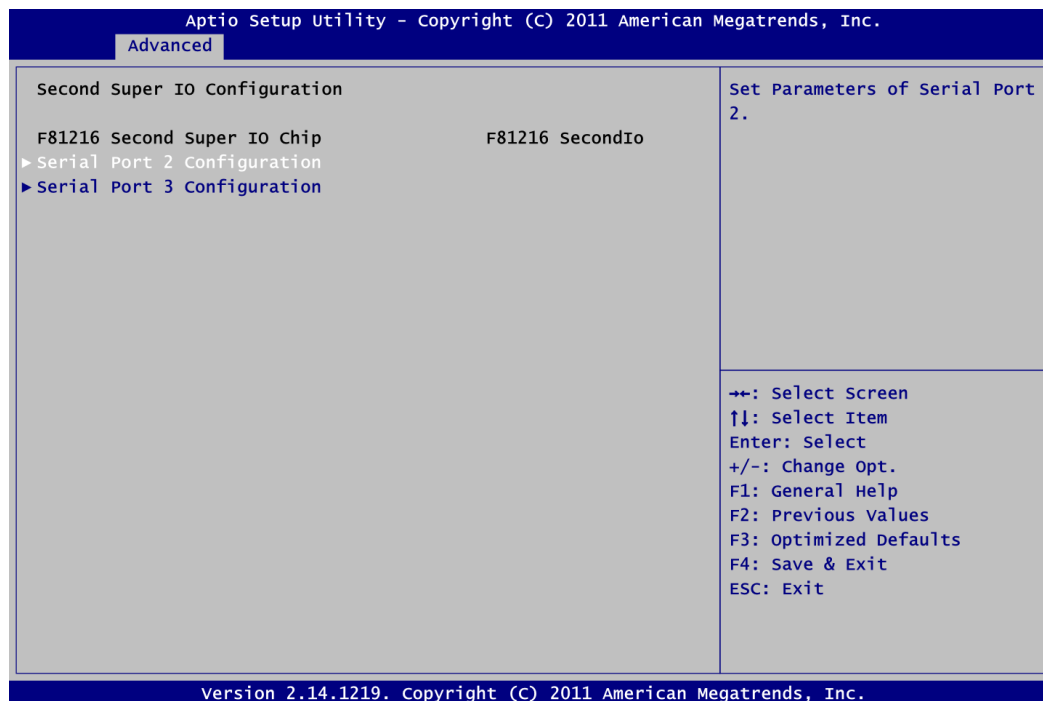 Aptio Setup Utility – Copyright (C) 2011 American Megatrends, Inc.
Advanced
Second Super IO Configuration
F81216 Second Super IO Chip F81216 SecondIo
►Serial Port 2 Configuration
►Serial Port 3 Configuration
Set Parameters of Serial Port
2.
→←: Select Screen
↑↓: Select Item
Enter: Select
+/-: Change Opt.
F1: General Help
F2: Previous Values
F3: Optimized Defaults
F4: Save & Exit
ESC: Exit
Version 2.14.1219. Copyright (C) 2011 American Megatrends, Inc.